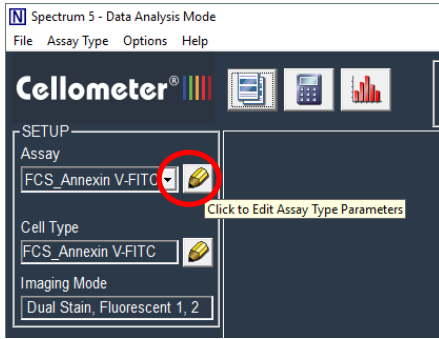 Spectrum 5 - Data Analysis Mode
File Assay Type Options Help
Cellometer®
SETUP
Assay
FCS_Annexin V-FITC
Click to Edit Assay Type Parameters
Cell Type
FCS_Annexin V-FITC
Imaging Mode
Dual Stain, Fluorescent 1, 2